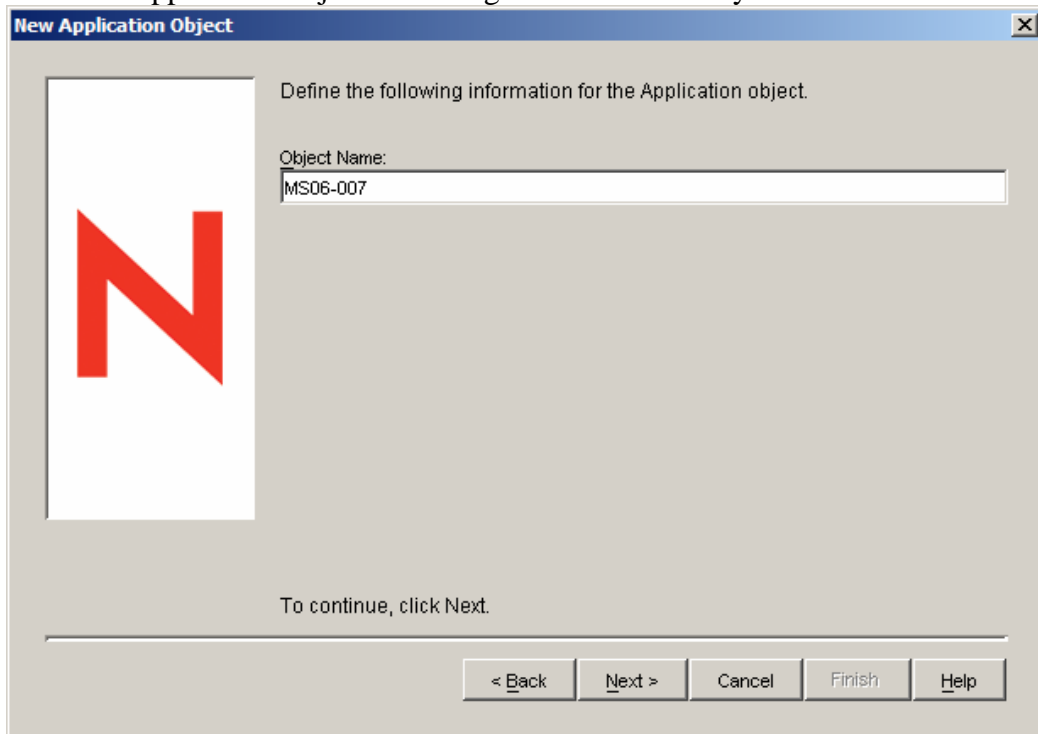 New Application Object
Define the following information for the Application object.
Object Name:
MS06-007
To continue, click Next.
< Back Next > Cancel Finish Help